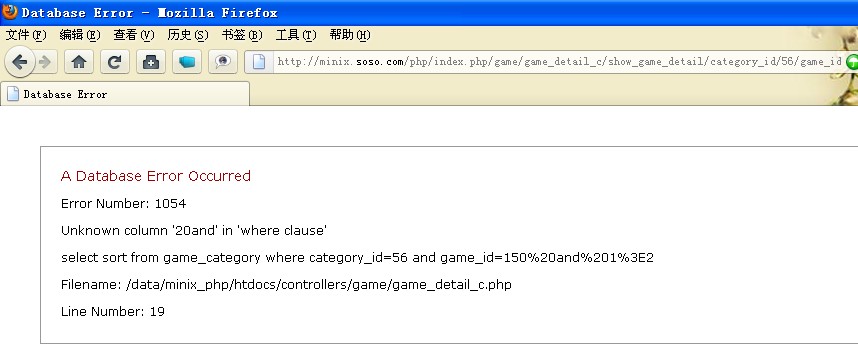 Database Error - Mozilla Firefox
文件(F) 编辑(E) 查看(V) 历史(S) 书签(B) 工具(T) 帮助(H)
http://minix.soso.com/php/index.php/game/game_detail_c/show_game_detail/category_id/56/game_id
Database Error
A Database Error Occurred
Error Number: 1054
Unknown column '20and' in 'where clause'
select sort from game_category where category_id=56 and game_id=150%20and%201%3E2
Filename: /data/minix_php/htdocs/controllers/game/game_detail_c.php
Line Number: 19